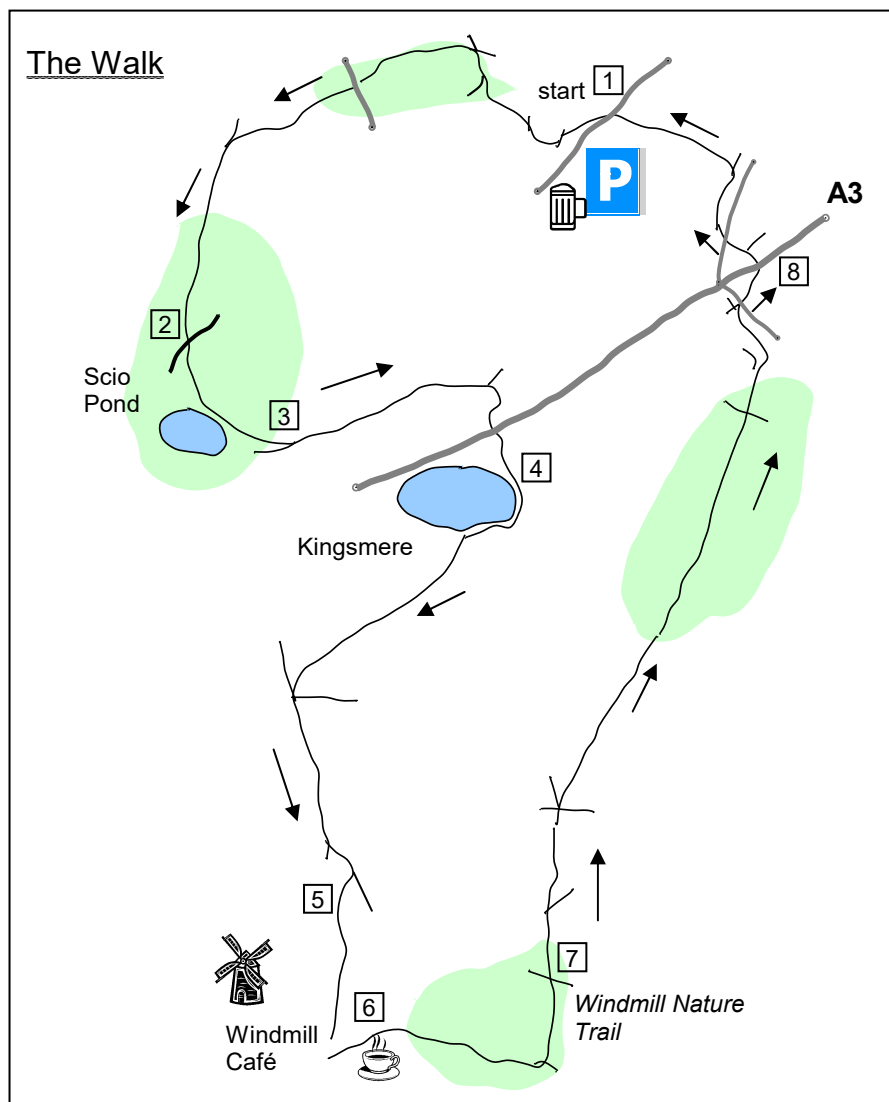 The Walk
start
1
P
A3
8
2
Scio
Pond
3
4
Kingsmere
5
7
6
Windmill
Café
Windmill Nature
Trail